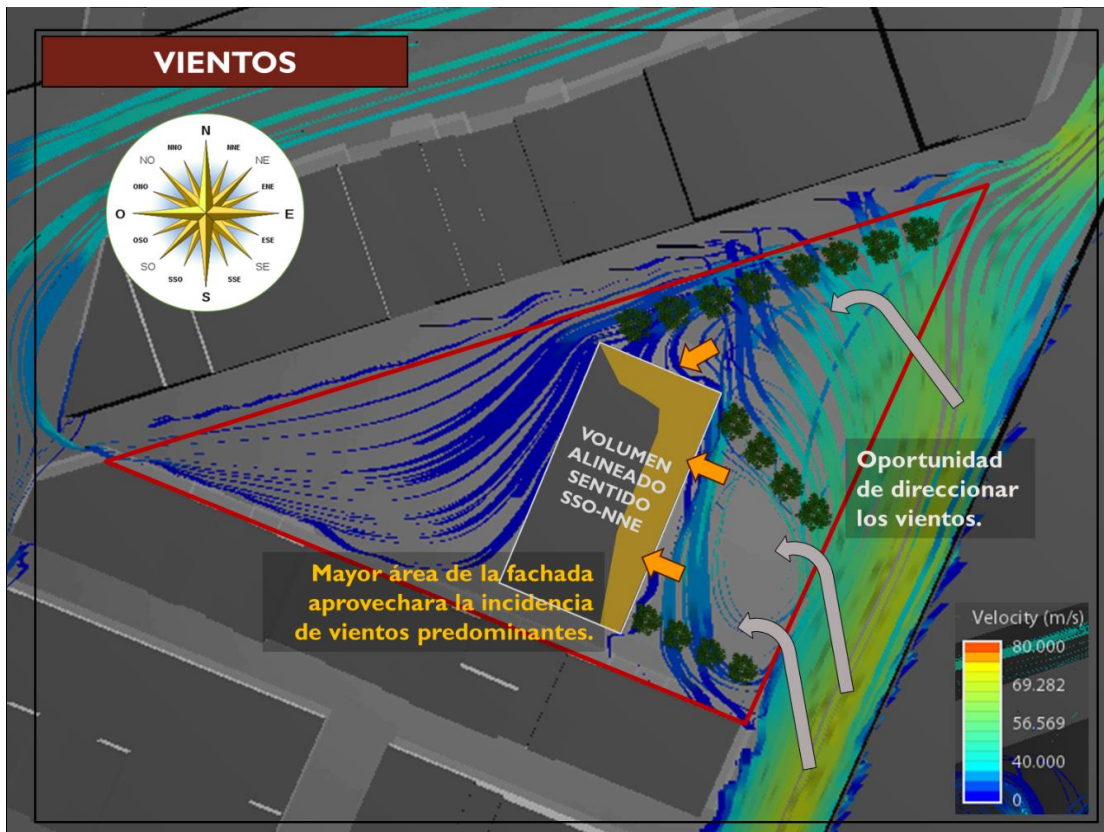 VIENTOS
N
NNO
NNE
NO
NE
ONO
ENE
O
E
OSO
ESE
SO
SE
SSO
SSE
S
VOLUMEN
ALINEADO
SENTIDO
SSO-NNE
Oportunidad
de direccionar
los vientos.
Mayor área de la fachada
aprovechara la incidencia
de vientos predominantes.
Velocity (m/s)
80.000
69.282
56.569
40.000
0